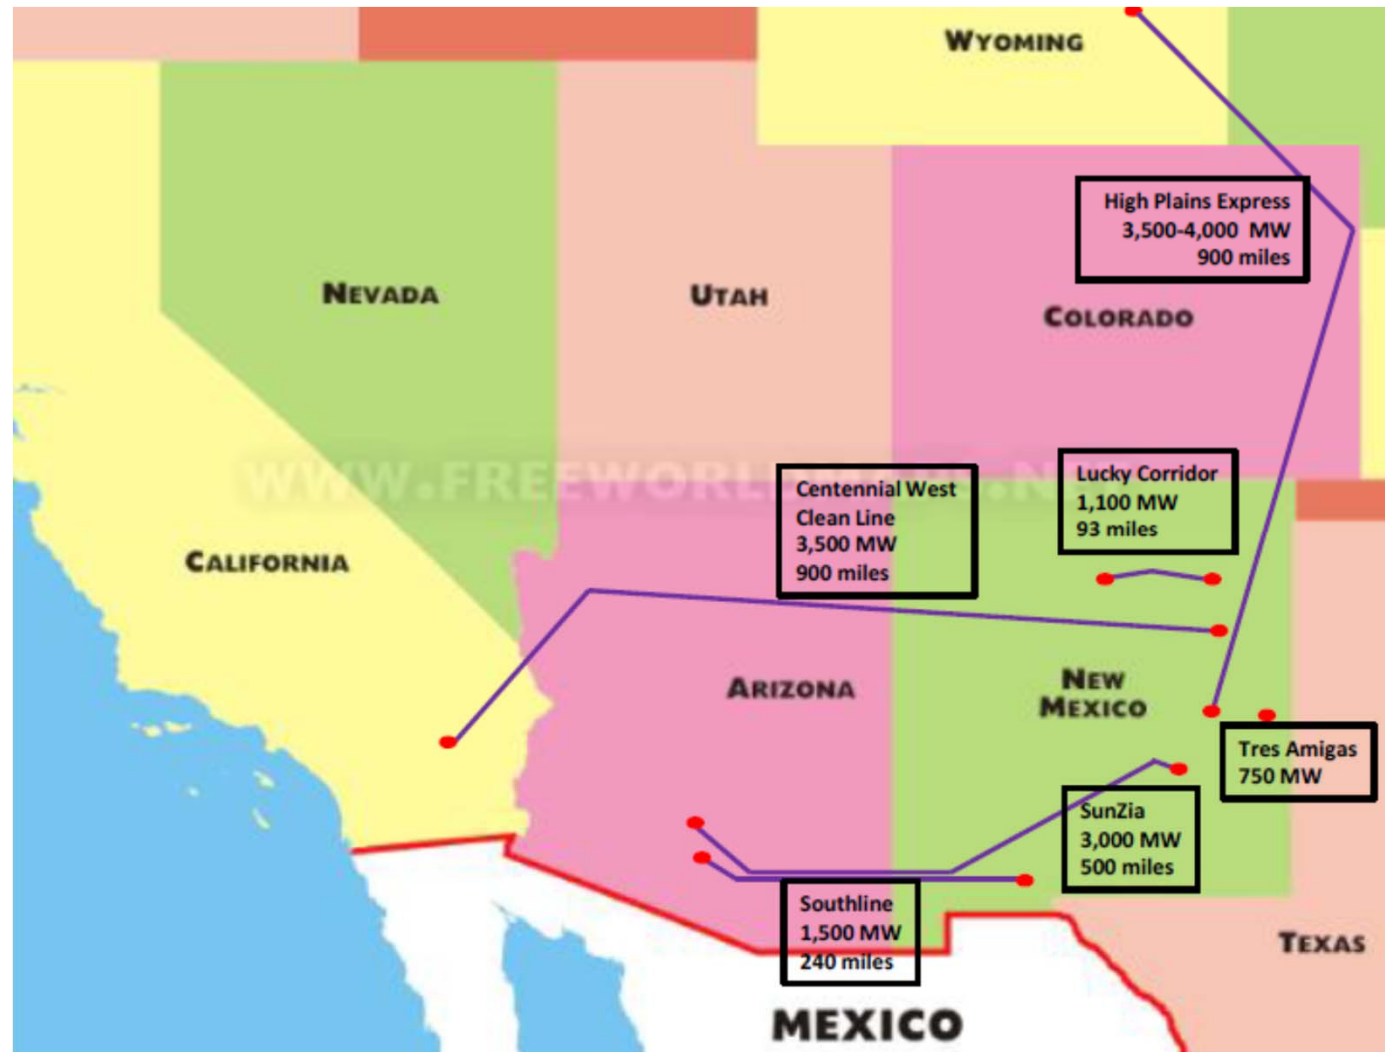 WYOMING
High Plains Express
3,500-4,000 MW
900 miles
NEVADA
UTAH
COLORADO
Centennial West
Clean Line
3,500 MW
900 miles
Lucky Corridor
1,100 MW
93 miles
CALIFORNIA
ARIZONA
NEW
MEXICO
Tres Amigas
750 MW
SunZia
3,000 MW
500 miles
Southline
1,500 MW
240 miles
TEXAS
MEXICO